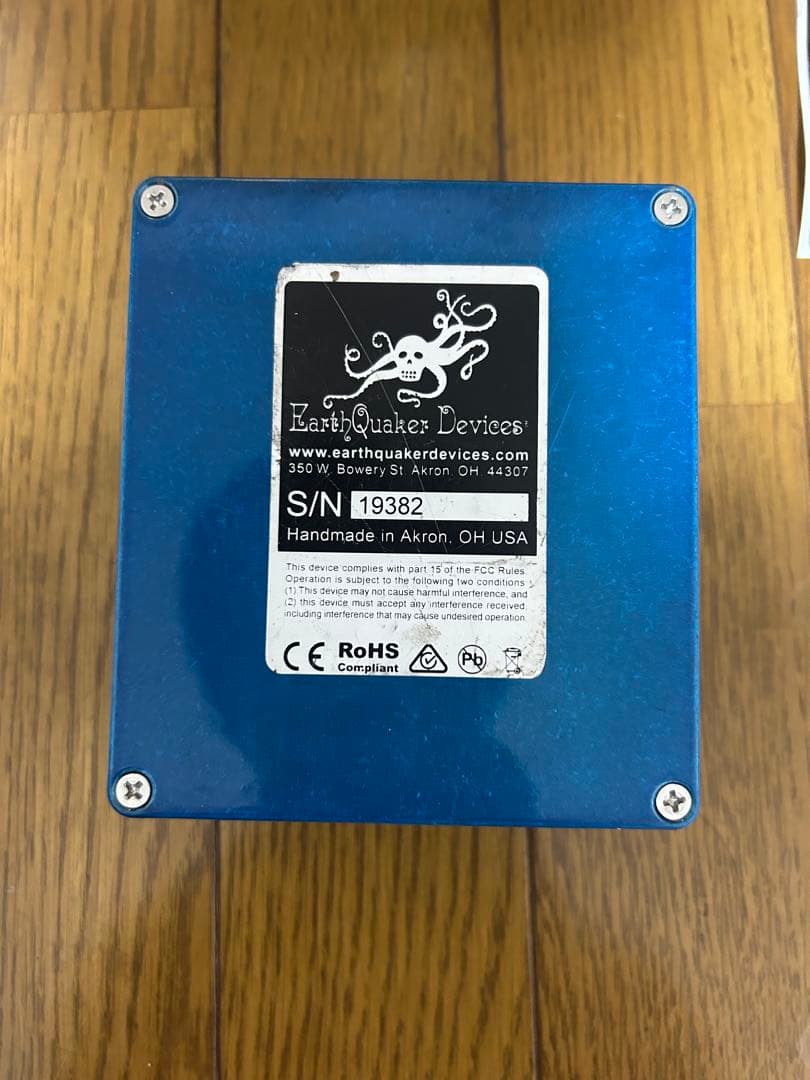 EarthQuaker Devices
www.earthquakerdevices.com
350 W. Bowery St Akron, OH 44307
S/N 19382
Handmade in Akron, OH USA
This device complies with part 15 of the FCC Rules.
Operation is subject to the following two conditions :
(1) This device may not cause harmful interference, and
(2) this device must accept any interference received,
including interference that may cause undesired operation.
CE RoHS Pb
Compliant